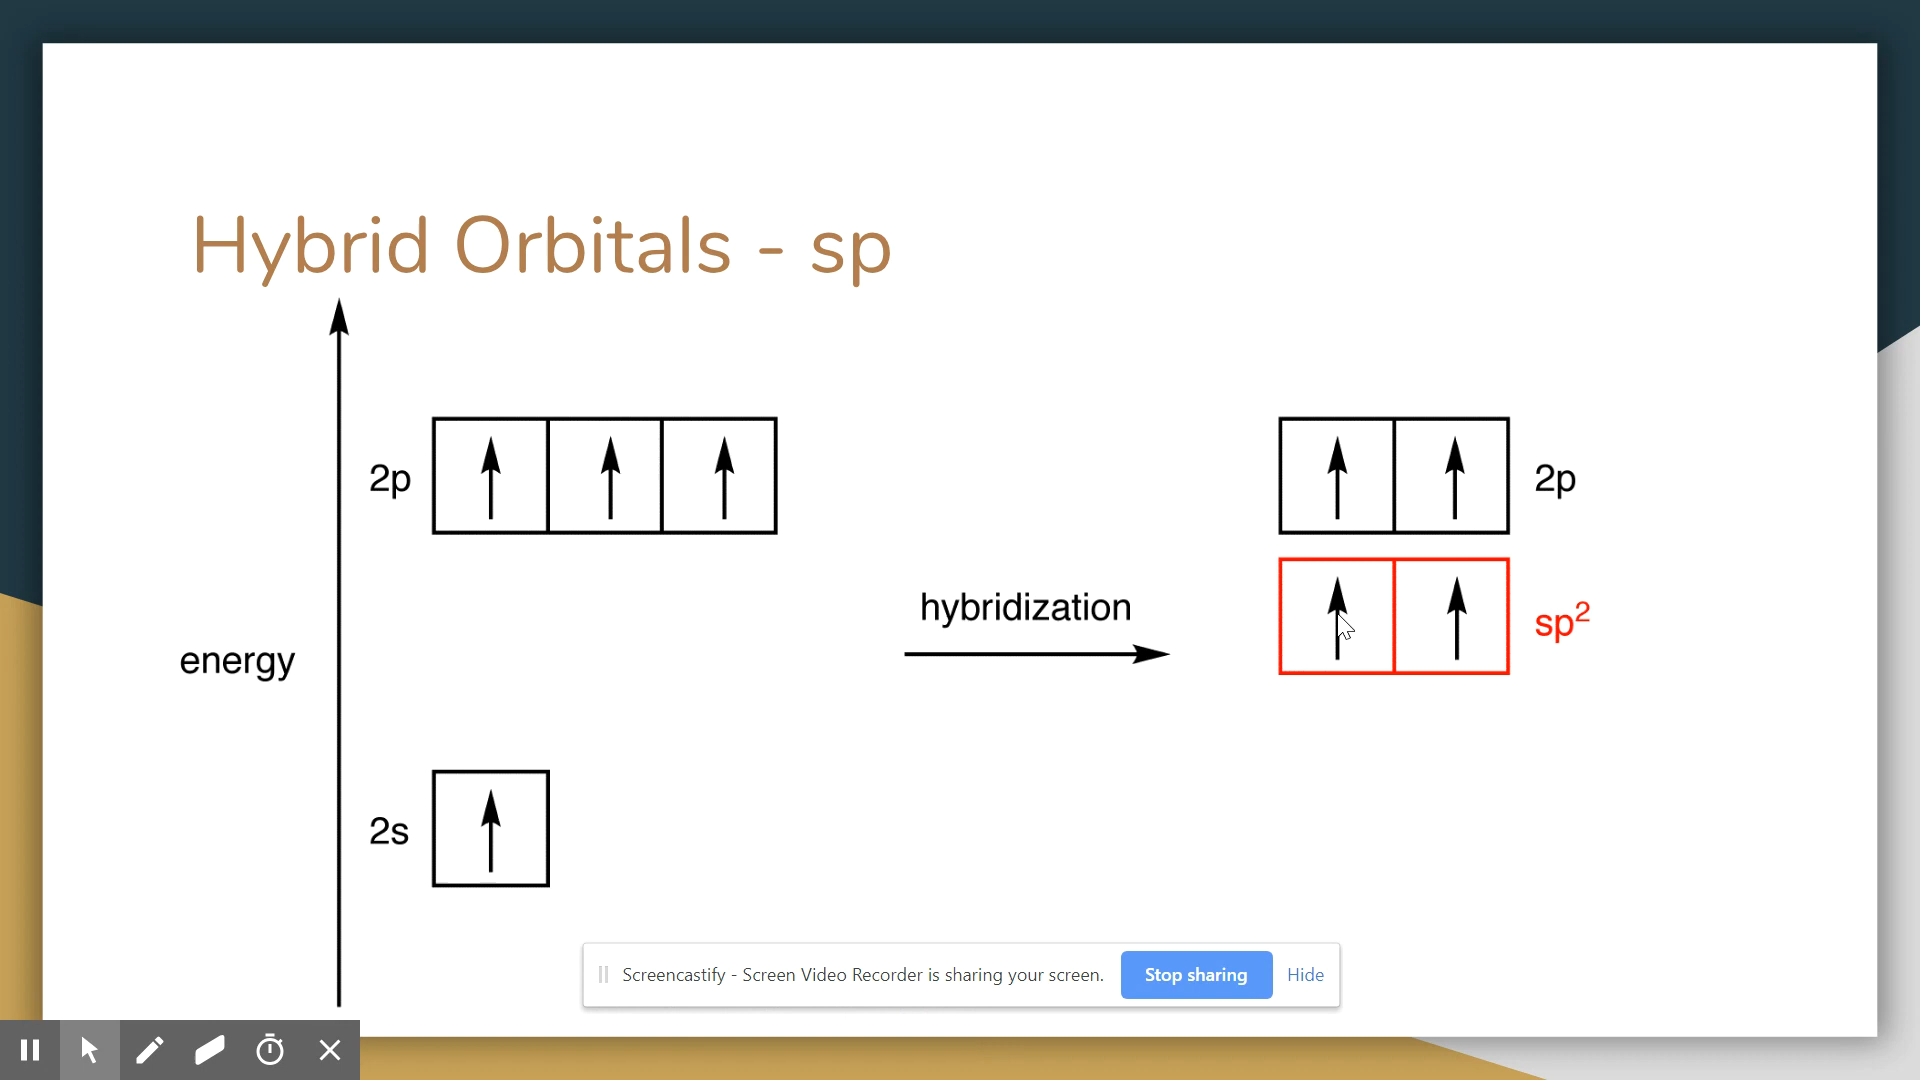 Hybrid Orbitals - sp
2p
2p
hybridization
sp²
energy
2s
Screencastify - Screen Video Recorder is sharing your screen. Stop sharing Hide